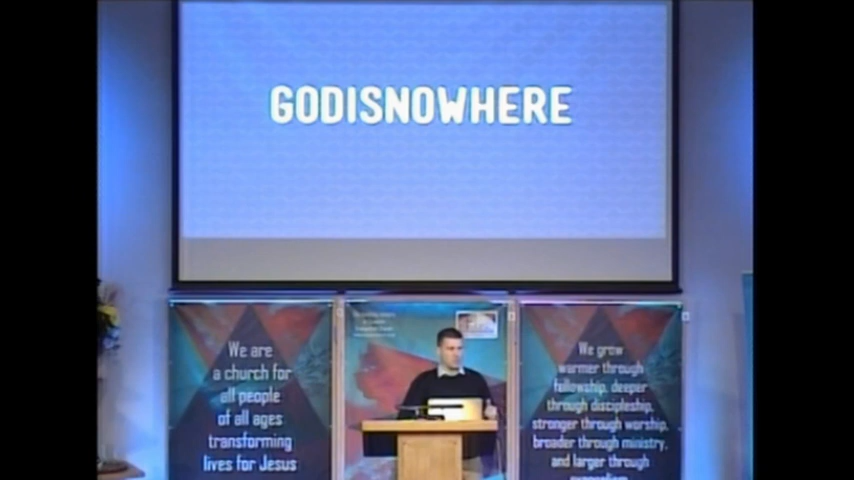 GODISNOWHERE
We are
a church for
all people
of all ages
transforming
lives for Jesus
We grow
warmer through
fellowship, deeper
through discipleship,
stronger through worship,
broader through ministry,
and larger through
evangelism